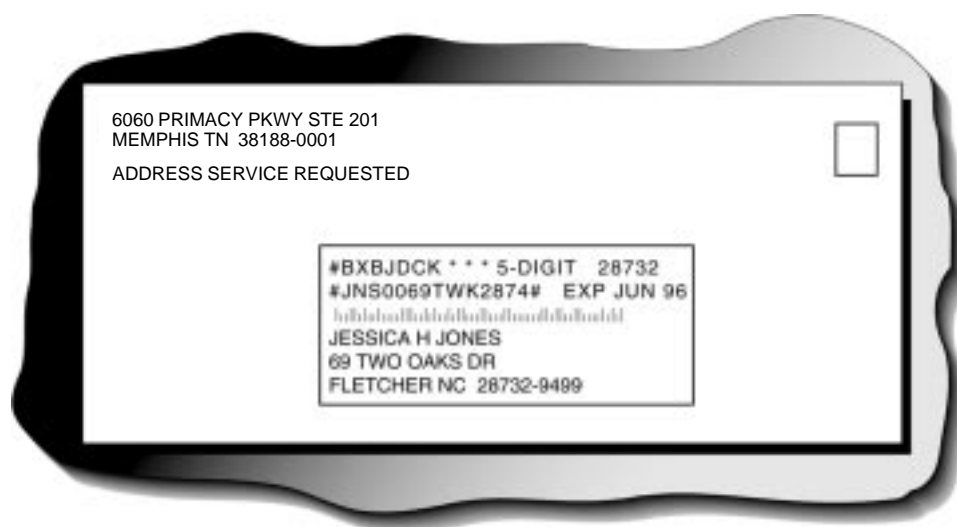 6060 PRIMACY PKWY STE 201
MEMPHIS TN 38188-0001
ADDRESS SERVICE REQUESTED
#BXBJDCK * * * 5-DIGIT 28732
#JNS0069TWK2874# EXP JUN 96
JESSICA H JONES
69 TWO OAKS DR
FLETCHER NC 28732-9499